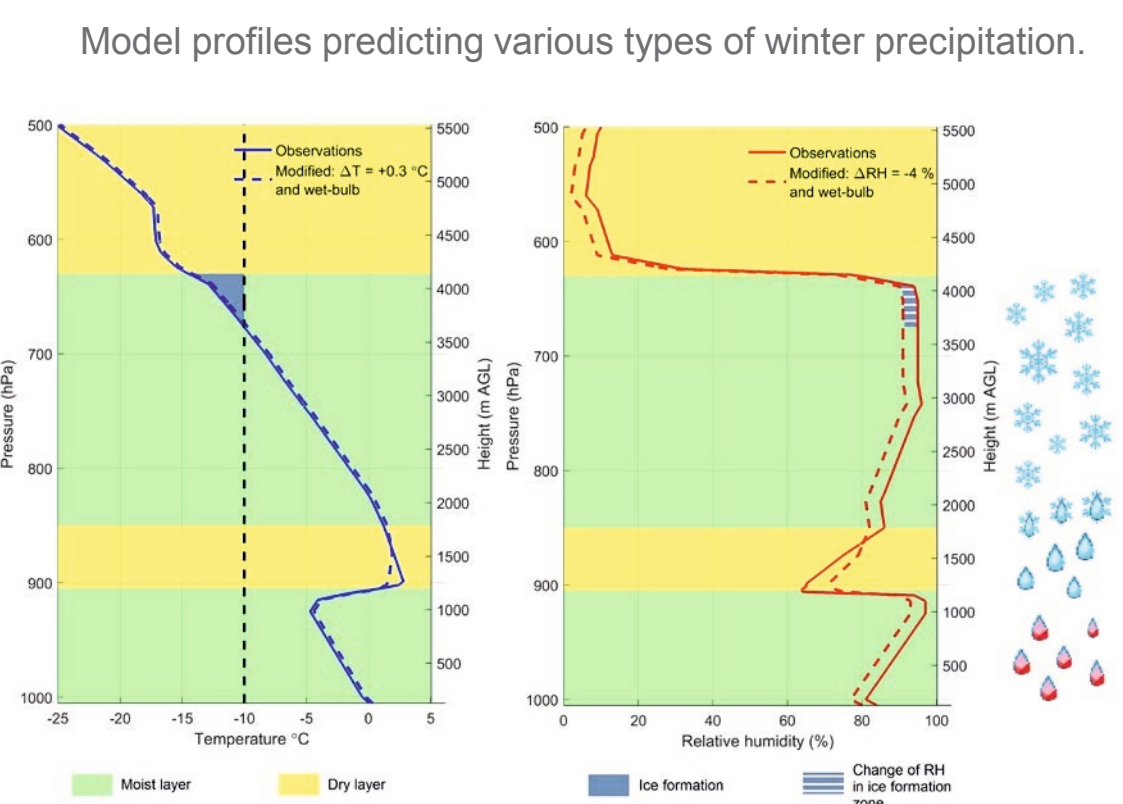 Model profiles predicting various types of winter precipitation.
500
600
700
800
900
1000
Pressure (hPa)
-25 -20 -15 -10 -5 0 5
Temperature °C
5500
5000
4500
4000
3500
3000
2500
2000
1500
1000
500
Height (m AGL)
Observations
Modified: ΔT = +0.3 °C
and wet-bulb
500
600
700
800
900
1000
Pressure (hPa)
0 20 40 60 80 100
Relative humidity (%)
5500
5000
4500
4000
3500
3000
2500
2000
1500
1000
500
Height (m AGL)
Observations
Modified: ΔRH = -4 %
and wet-bulb
Moist layer
Dry layer
Ice formation
Change of RH
in ice formation
zone